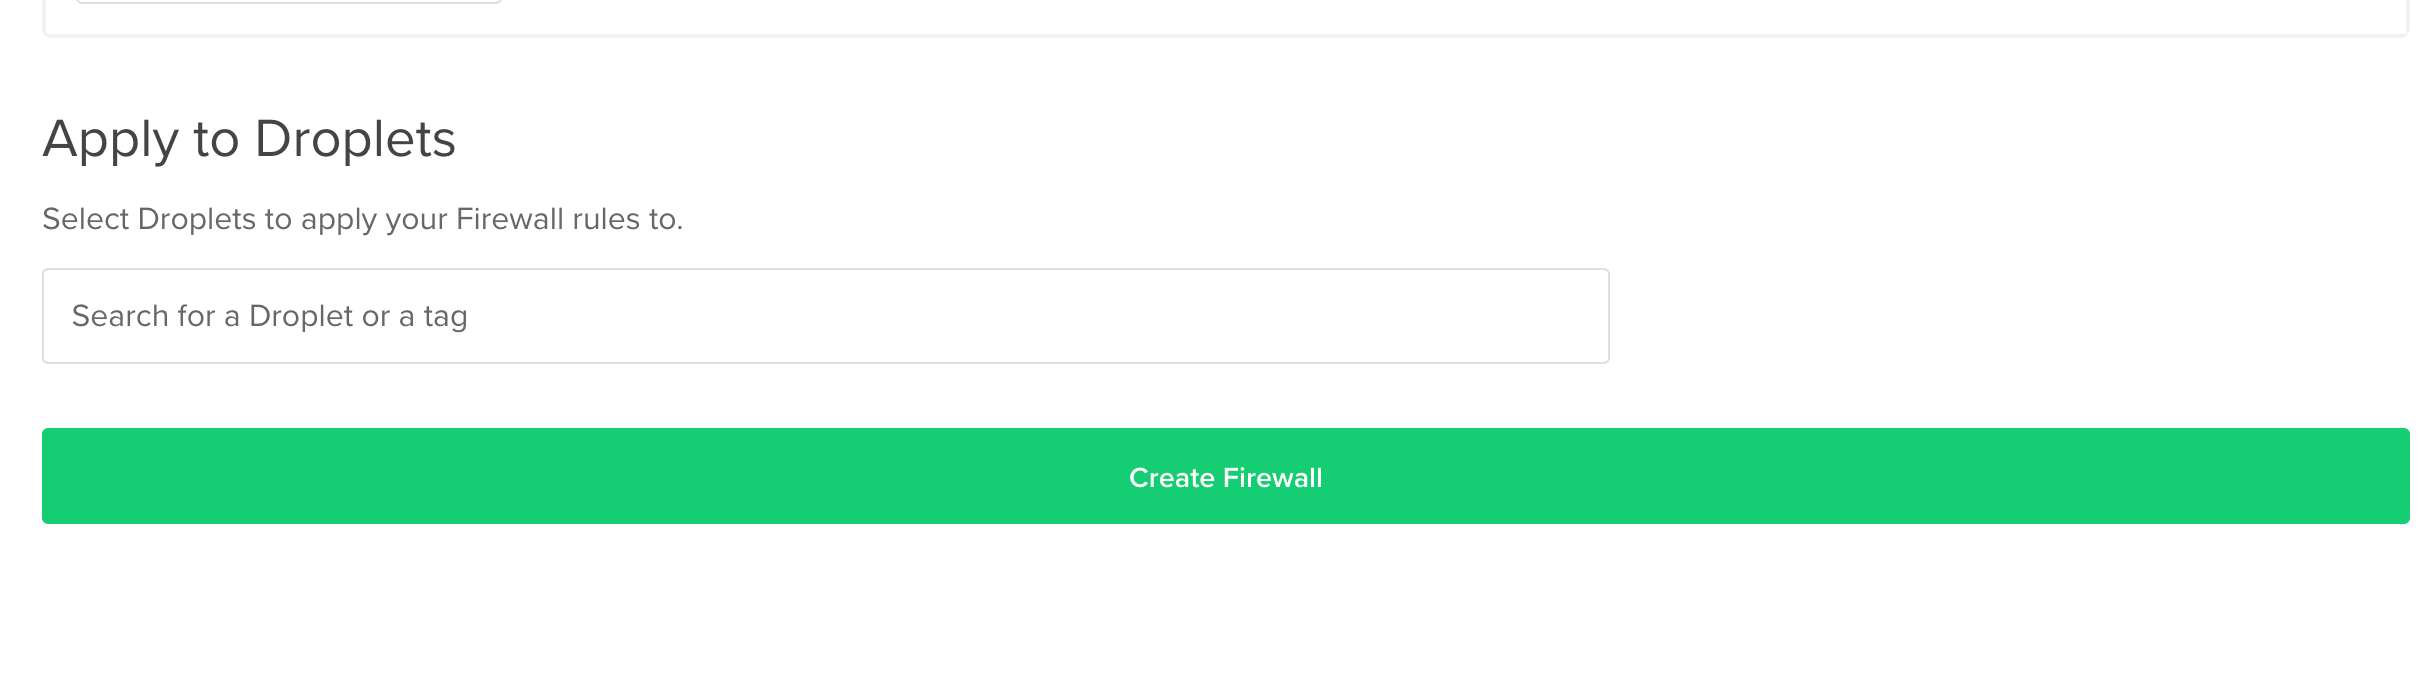 Apply to Droplets
Select Droplets to apply your Firewall rules to.
Search for a Droplet or a tag
Create Firewall